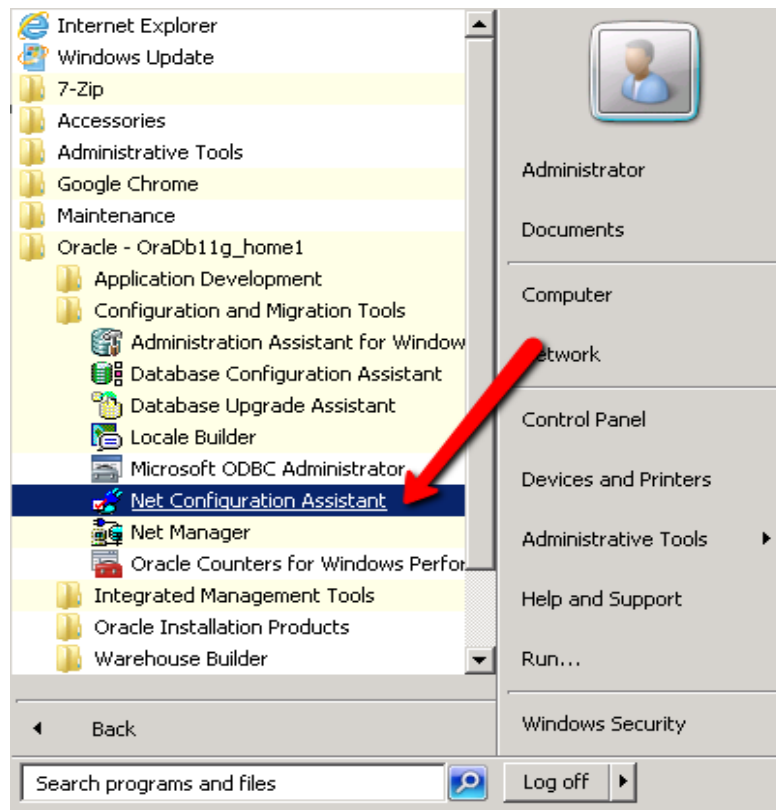 Internet Explorer
Windows Update
7-Zip
Accessories
Administrative Tools
Google Chrome
Maintenance
Oracle - OraDb11g_home1
Application Development
Configuration and Migration Tools
Administration Assistant for Window
Database Configuration Assistant
Database Upgrade Assistant
Locale Builder
Microsoft ODBC Administrator
Net Configuration Assistant
Net Manager
Oracle Counters for Windows Perfor
Integrated Management Tools
Oracle Installation Products
Warehouse Builder
Back
Search programs and files
Administrator
Documents
Computer
Network
Control Panel
Devices and Printers
Administrative Tools
Help and Support
Run...
Windows Security
Log off